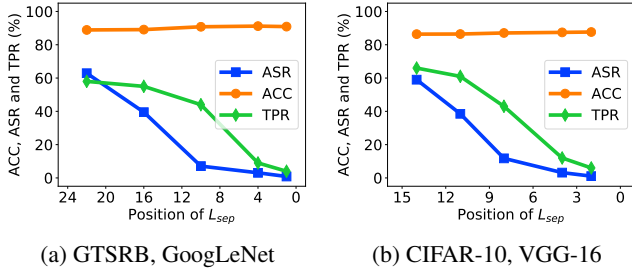 ACC, ASR and TPR (%)
100
80
60
40
20
0
ASR
ACC
TPR
24 20 16 12 8 4 0
Position of L_sep
(a) GTSRB, GoogLeNet
ACC, ASR and TPR (%)
100
80
60
40
20
0
ASR
ACC
TPR
15 12 9 6 3 0
Position of L_sep
(b) CIFAR-10, VGG-16